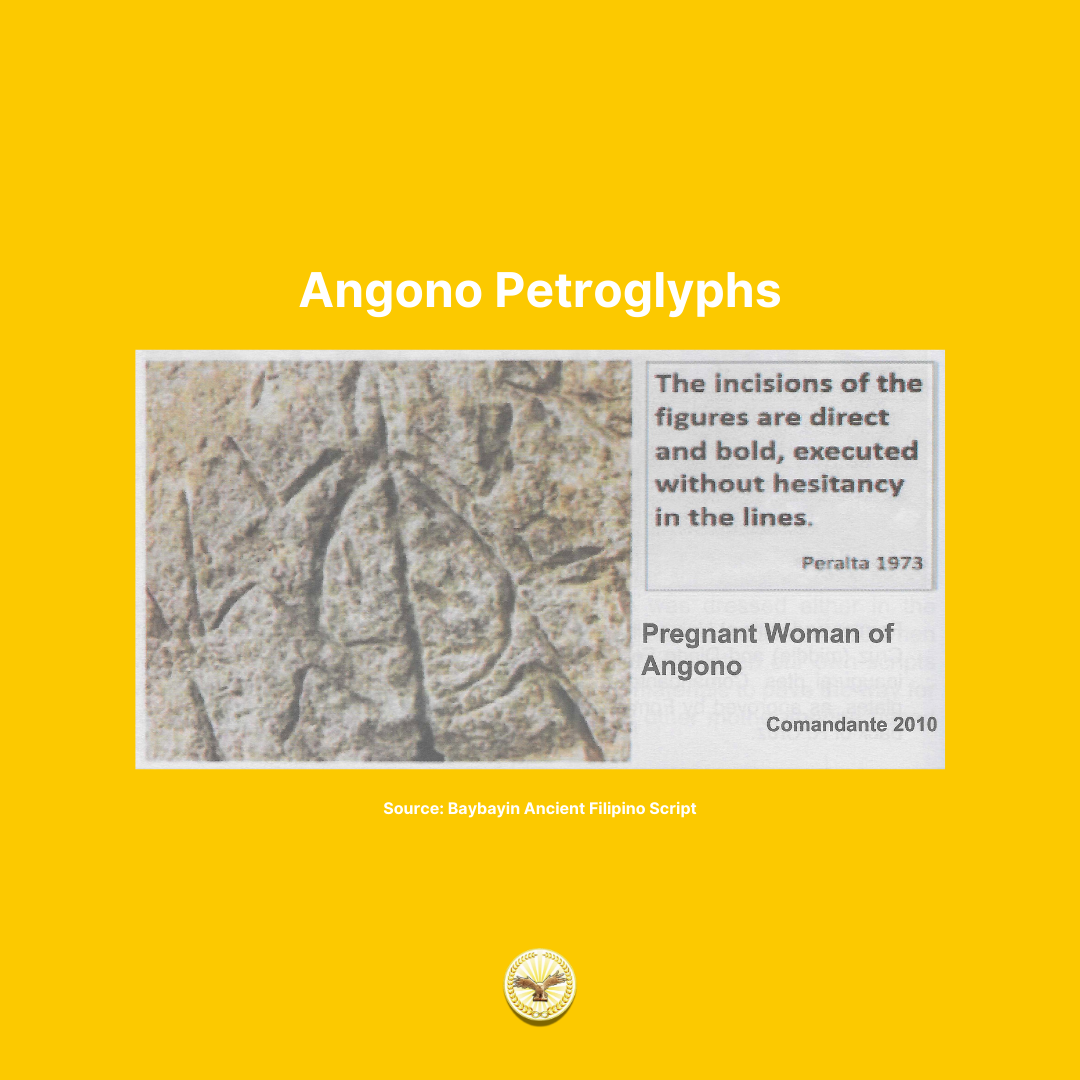 Angono Petroglyphs
The incisions of the
figures are direct
and bold, executed
without hesitancy
in the lines.
Peralta 1973
Pregnant Woman of
Angono
Comandante 2010
Source: Baybayin Ancient Filipino Script